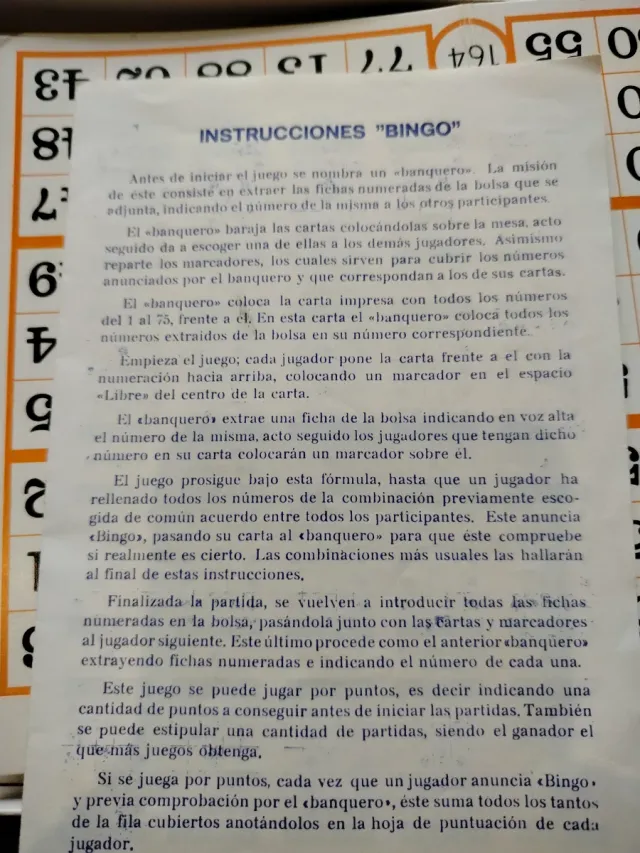 164
55
INSTRUCCIONES "BINGO"
Antes de iniciar el juego se nombra un «banquero». La misión
de éste consiste en extraer las fichas numeradas de la bolsa que se
adjunta, indicando el número de la misma a los otros participantes.
El «banquero» baraja las cartas colocándolas sobre la mesa, acto
seguido da a escoger una de ellas a los demás jugadores. Asimismo
reparte los marcadores, los cuales sirven para cubrir los números
anunciados por el banquero y que correspondan a los de sus cartas.
El «banquero» coloca la carta impresa con todos los números
del 1 al 75, frente a él. En esta carta el «banquero» coloca todos los
números extraidos de la bolsa en su número correspondiente.
Empieza el juego; cada jugador pone la carta frente a el con la
numeración hacia arriba, colocando un marcador en el espacio
«Libre» del centro de la carta.
El «banquero» extrae una ficha de la bolsa indicando en voz alta
el número de la misma, acto seguido los jugadores que tengan dicho
número en su carta colocarán un marcador sobre él.
El juego prosigue bajo esta fórmula, hasta que un jugador ha
rellenado todos los números de la combinación previamente esco-
gida de común acuerdo entre todos los participantes. Este anuncia
«Bingo», pasando su carta al «banquero» para que éste compruebe
si realmente es cierto. Las combinaciones más usuales las hallarán
al final de estas instrucciones.
Finalizada la partida, se vuelven a introducir todas las fichas
numeradas en la bolsa, pasándola junto con las cartas y marcadores
al jugador siguiente. Este último procede como el anterior «banquero»
extrayendo fichas numeradas e indicando el número de cada una.
Este juego se puede jugar por puntos, es decir indicando una
cantidad de puntos a conseguir antes de iniciar las partidas. También
se puede estipular una cantidad de partidas, siendo el ganador el
que más juegos obtenga.
Si se juega por puntos, cada vez que un jugador anuncia «Bingo»
y previa comprobación por el «banquero», éste suma todos los tantos
de la fila cubiertos anotándolos en la hoja de puntuación de cada
jugador.